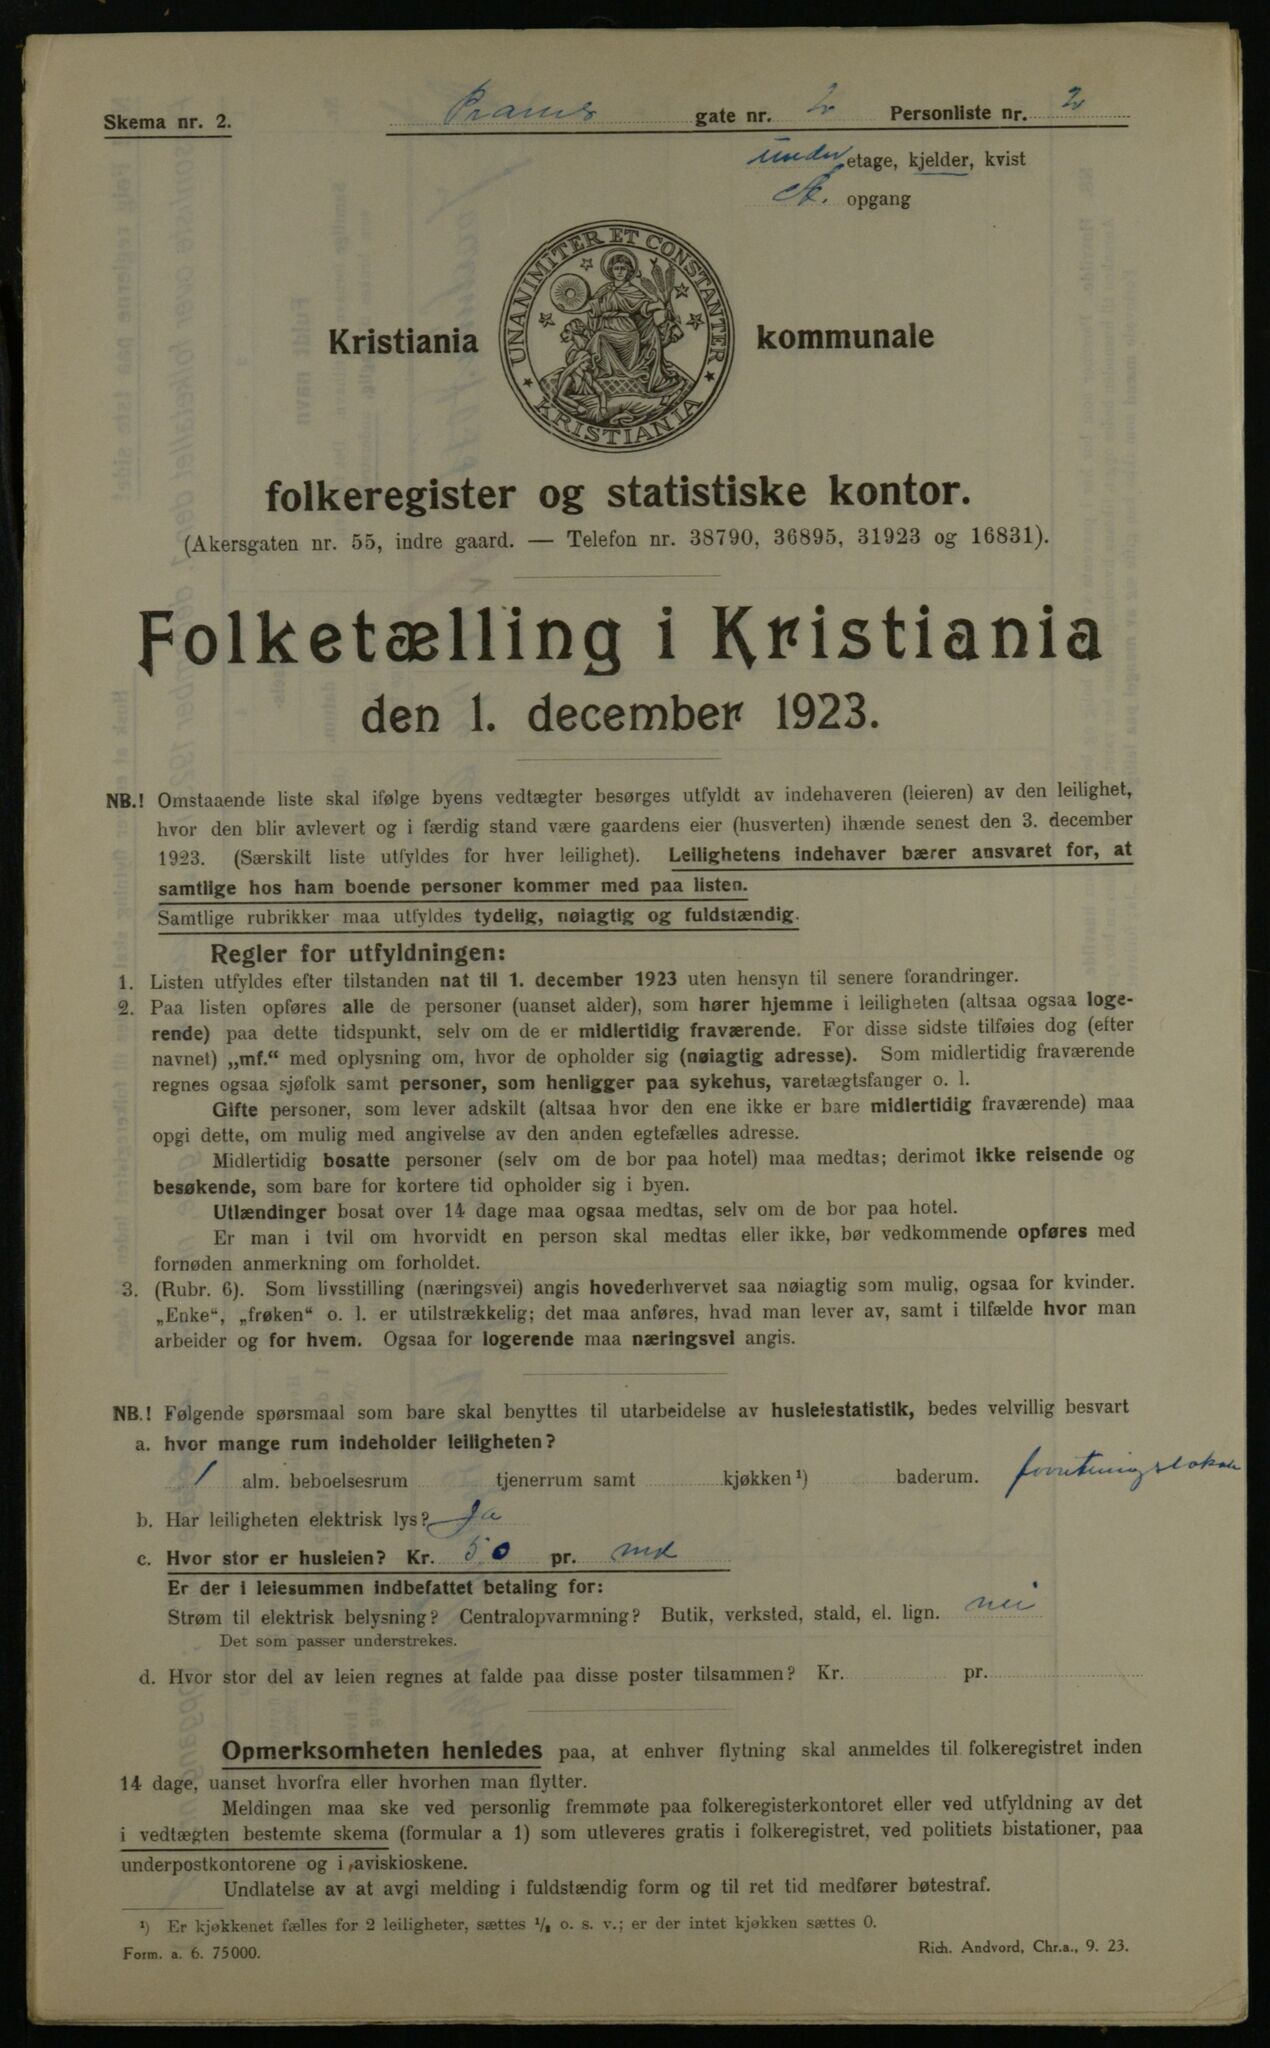 Skema nr. 2.
Prams gate nr. 2 Personliste nr. 2
under etage, kjelder, kvist
A. opgang
UNANIMITER ET CONSTANTER
KRISTIANIA
Kristiania kommunale
folkeregister og statistiske kontor.
(Akersgaten nr. 55, indre gaard. — Telefon nr. 38790, 36895, 31923 og 16831).
Folketælling i Kristiania
den 1. december 1923.
NB.! Omstaaende liste skal ifølge byens vedtægter besørges utfyldt av indehaveren (leieren) av den leilighet,
hvor den blir avlevert og i færdig stand være gaardens eier (husverten) ihænde senest den 3. december
1923. (Særskilt liste utfyldes for hver leilighet). Leilighetens indehaver bærer ansvaret for, at
samtlige hos ham boende personer kommer med paa listen.
Samtlige rubrikker maa utfyldes tydelig, nøiagtig og fuldstændig.
Regler for utfyldningen:
1. Listen utfyldes efter tilstanden nat til 1. december 1923 uten hensyn til senere forandringer.
2. Paa listen opføres alle de personer (uanset alder), som hører hjemme i leiligheten (altsaa ogsaa loge-
rende) paa dette tidspunkt, selv om de er midlertidig fraværende. For disse sidste tilføies dog (efter
navnet) „mf.“ med oplysning om, hvor de opholder sig (nøiagtig adresse). Som midlertidig fraværende
regnes ogsaa sjøfolk samt personer, som henligger paa sykehus, varetægtsfanger o. l.
Gifte personer, som lever adskilt (altsaa hvor den ene ikke er bare midlertidig fraværende) maa
opgi dette, om mulig med angivelse av den anden egtefælles adresse.
Midlertidig bosatte personer (selv om de bor paa hotel) maa medtas; derimot ikke reisende og
besøkende, som bare for kortere tid opholder sig i byen.
Utlændinger bosat over 14 dage maa ogsaa medtas, selv om de bor paa hotel.
Er man i tvil om hvorvidt en person skal medtas eller ikke, bør vedkommende opføres med
fornøden anmerkning om forholdet.
3. (Rubr. 6). Som livsstilling (næringsvei) angis hovederhvervet saa nøiagtig som mulig, ogsaa for kvinder.
„Enke“, „frøken“ o. l. er utilstrækkelig; det maa anføres, hvad man lever av, samt i tilfælde hvor man
arbeider og for hvem. Ogsaa for logerende maa næringsvei angis.
NB.! Følgende spørsmaal som bare skal benyttes til utarbeidelse av husleiestatistik, bedes velvillig besvart
a. hvor mange rum indeholder leiligheten?
1 alm. beboelsesrum tjenerrum samt kjøkken¹) baderum. forretningslokale
b. Har leiligheten elektrisk lys? Ja
c. Hvor stor er husleien? Kr. 50 pr. md
Er der i leiesummen indbefattet betaling for:
Strøm til elektrisk belysning? Centralopvarmning? Butik, verksted, stald, el. lign. nei
Det som passer understrekes.
d. Hvor stor del av leien regnes at falde paa disse poster tilsammen? Kr. pr.
Opmerksomheten henledes paa, at enhver flytning skal anmeldes til folkeregistret inden
14 dage, uanset hvorfra eller hvorhen man flytter.
Meldingen maa ske ved personlig fremmøte paa folkeregisterkontoret eller ved utfyldning av det
i vedtægten bestemte skema (formular a 1) som utleveres gratis i folkeregistret, ved politiets bistationer, paa
underpostkontorene og i aviskioskene.
Undlatelse av at avgi melding i fuldstændig form og til ret tid medfører bøtestraf.
¹) Er kjøkkenet fælles for 2 leiligheter, sættes ½ o. s. v.; er der intet kjøkken sættes 0.
Form. a. 6. 75000. Rich. Andvord, Chr.a., 9. 23.